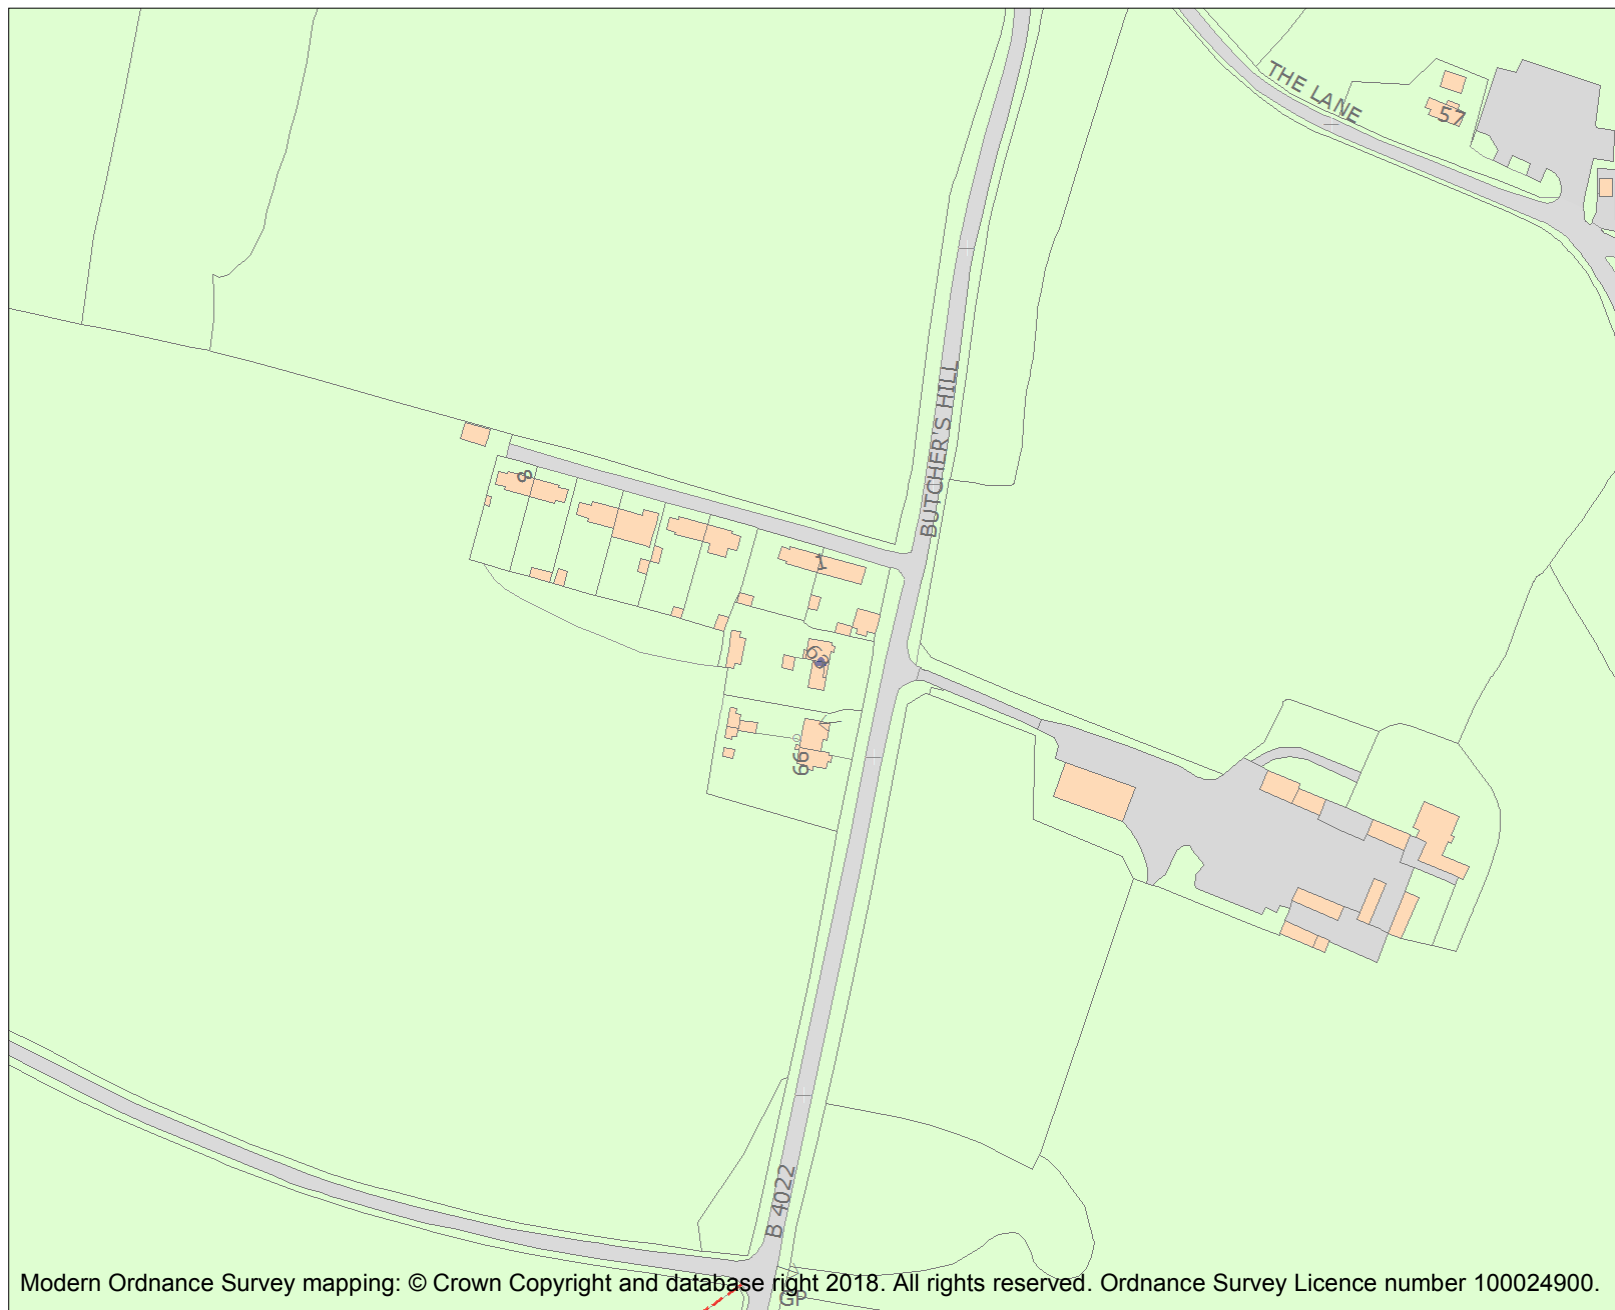 THE LANE
57
BUTCHER'S HILL
8
1
66
B 4022
Modern Ordnance Survey mapping: © Crown Copyright and database right 2018. All rights reserved. Ordnance Survey Licence number 100024900.
GP